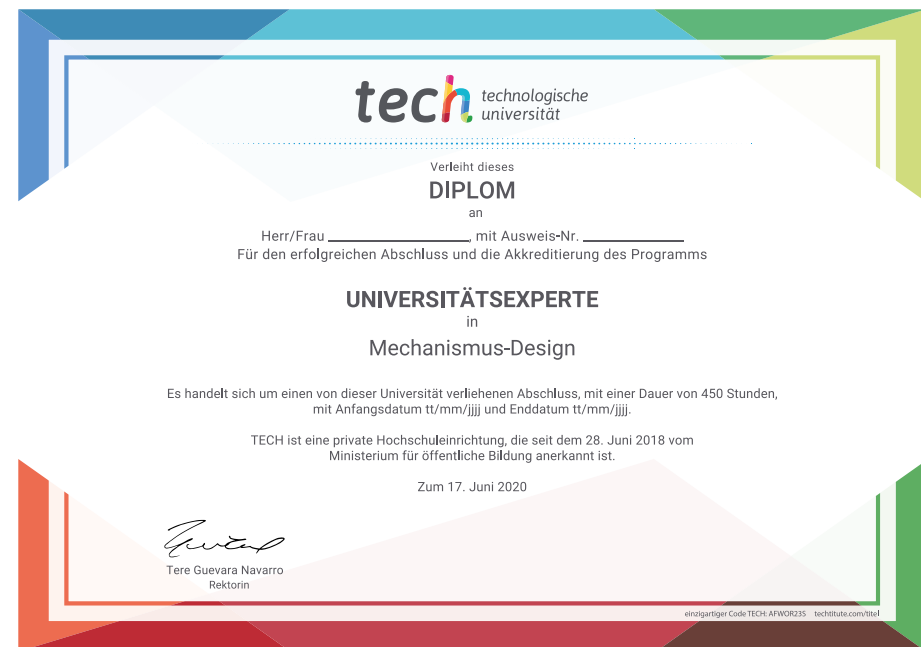 tech technologische
universität
Verleiht dieses
DIPLOM
an
Herr/Frau ____________________, mit Ausweis-Nr. ______________
Für den erfolgreichen Abschluss und die Akkreditierung des Programms
UNIVERSITÄTSEXPERTE
in
Mechanismus-Design
Es handelt sich um einen von dieser Universität verliehenen Abschluss, mit einer Dauer von 450 Stunden,
mit Anfangsdatum tt/mm/jjjj und Enddatum tt/mm/jjjj.
TECH ist eine private Hochschuleinrichtung, die seit dem 28. Juni 2018 vom
Ministerium für öffentliche Bildung anerkannt ist.
Zum 17. Juni 2020
Tere Guevara Navarro
Rektorin
einzigartiger Code TECH: AFWOR23S techtitute.com/titel